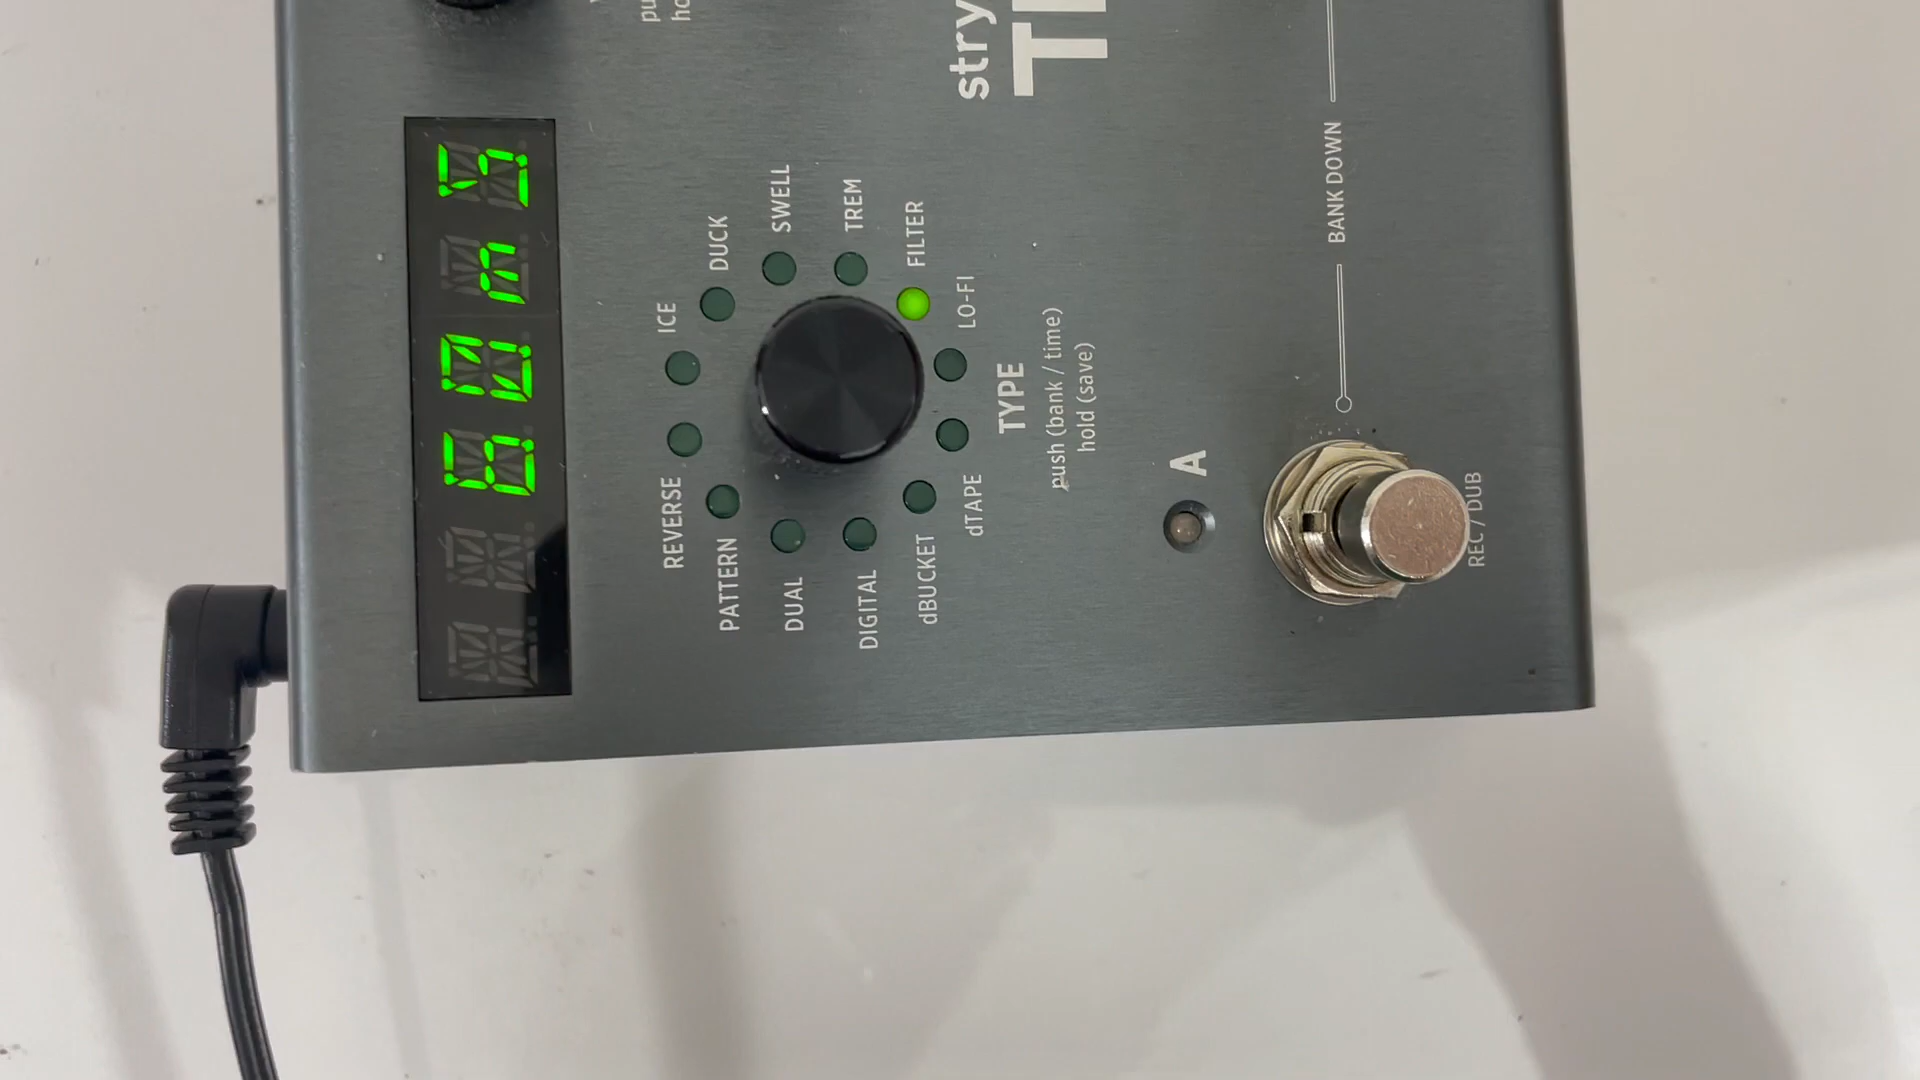 60mS
ICE
DUCK
SWELL
TREM
FILTER
LO-FI
REVERSE
PATTERN
DUAL
DIGITAL
dBUCKET
dTAPE
TYPE
push (bank / time)
hold (save)
stry
A
BANK DOWN
REC / DUB